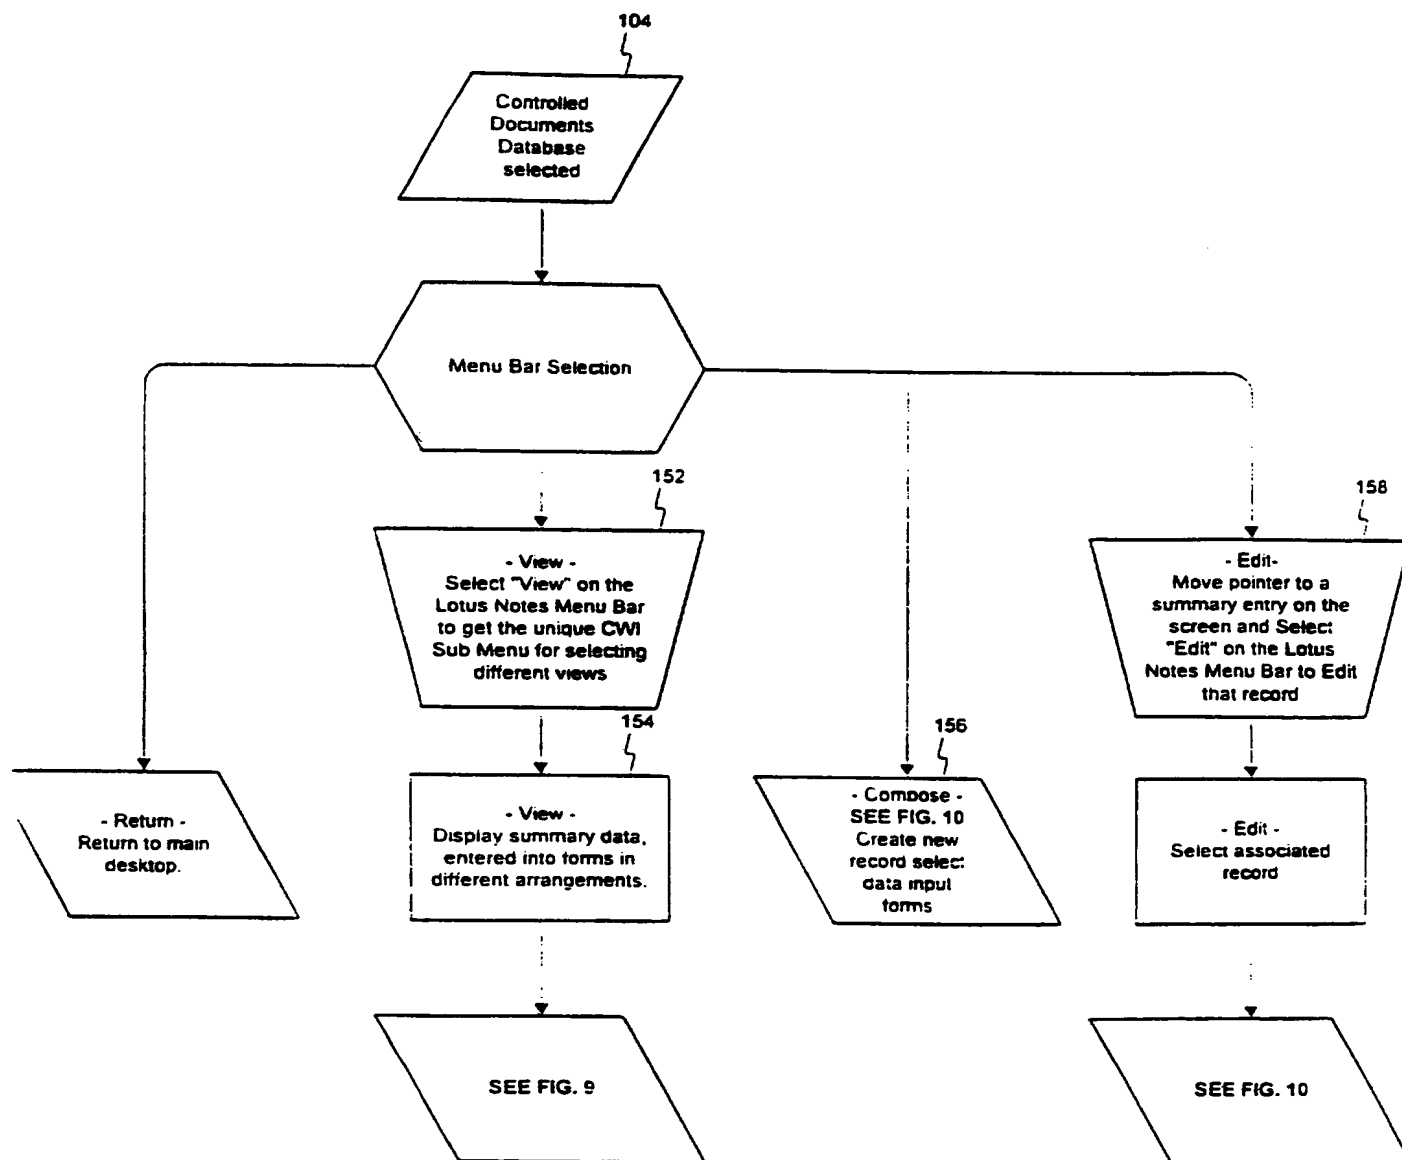 104
Controlled
Documents
Database
selected
Menu Bar Selection
152
- View -
Select "View" on the
Lotus Notes Menu Bar
to get the unique CWI
Sub Menu for selecting
different views
158
- Edit-
Move pointer to a
summary entry on the
screen and Select
"Edit" on the Lotus
Notes Menu Bar to Edit
that record
- Return -
Return to main
desktop.
154
- View -
Display summary data,
entered into forms in
different arrangements.
156
- Compose -
SEE FIG. 10
Create new
record select
data input
forms
- Edit -
Select associated
record
SEE FIG. 9
SEE FIG. 10